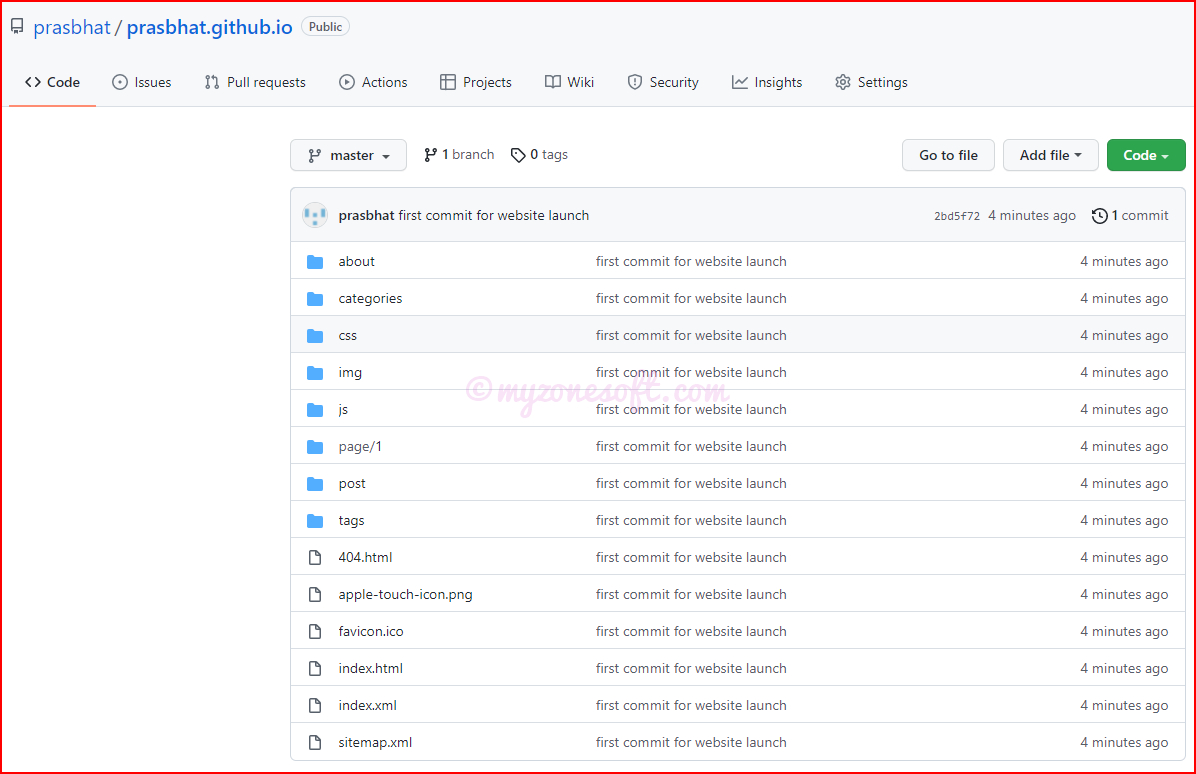 prasbhat / prasbhat.github.io Public
Code Issues Pull requests Actions Projects Wiki Security Insights Settings
master 1 branch 0 tags Go to file Add file Code
prasbhat first commit for website launch 2bd5f72 4 minutes ago 1 commit
about first commit for website launch 4 minutes ago
categories first commit for website launch 4 minutes ago
css first commit for website launch 4 minutes ago
img first commit for website launch 4 minutes ago
© myzonesoft.com
js first commit for website launch 4 minutes ago
page/1 first commit for website launch 4 minutes ago
post first commit for website launch 4 minutes ago
tags first commit for website launch 4 minutes ago
404.html first commit for website launch 4 minutes ago
apple-touch-icon.png first commit for website launch 4 minutes ago
favicon.ico first commit for website launch 4 minutes ago
index.html first commit for website launch 4 minutes ago
index.xml first commit for website launch 4 minutes ago
sitemap.xml first commit for website launch 4 minutes ago